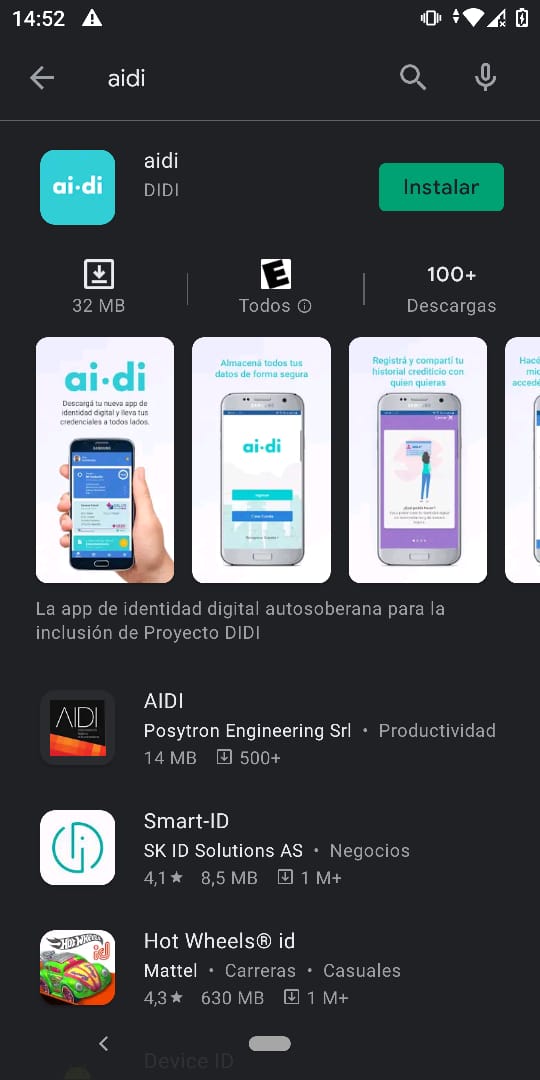 14:52
aidi
ai·di
aidi
DIDI
Instalar
32 MB
E
Todos
100+
Descargas
ai·di
Descargá tu nueva app de
identidad digital y lleva tus
credenciales a todos lados.
Almacená todos tus
datos de forma segura
ai·di
Registrá y compartí tu
historial crediticio con
quien quieras
Hacé
mic
accedé
La app de identidad digital autosoberana para la
inclusión de Proyecto DIDI
AIDI
AIDI
Posytron Engineering Srl • Productividad
14 MB 500+
Smart-ID
SK ID Solutions AS • Negocios
4,1★ 8,5 MB 1 M+
HOT WHEELS id
Hot Wheels® id
Mattel • Carreras • Casuales
4,3★ 630 MB 1 M+
Device ID